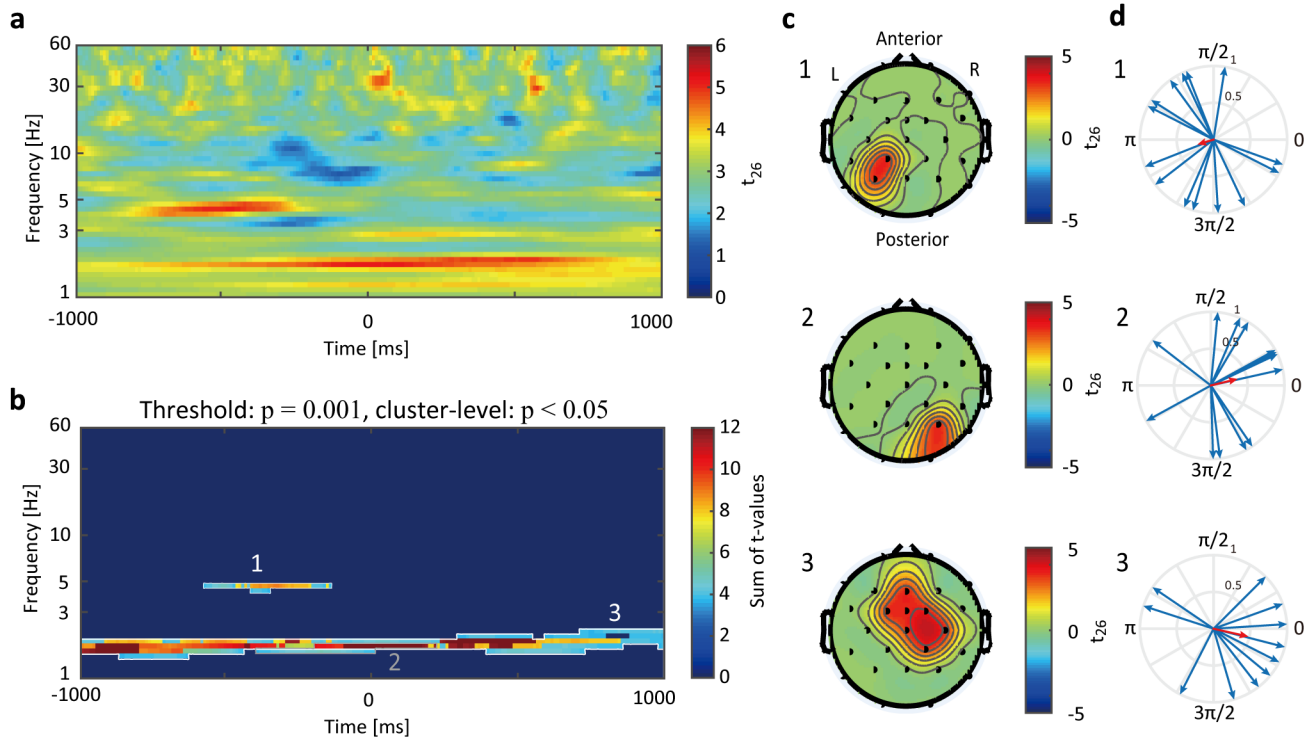 a
60
30
10
5
3
1
Frequency [Hz]
-1000
0
1000
Time [ms]
6
5
4
3
2
1
0
t26
b
Threshold: p = 0.001, cluster-level: p < 0.05
60
30
10
5
3
1
Frequency [Hz]
1
2
3
-1000
0
1000
Time [ms]
12
10
8
6
4
2
0
Sum of t-values
c
1
Anterior
L
R
Posterior
5
0
-5
t26
2
5
0
-5
t26
3
5
0
-5
t26
d
1
π/2
1
0.5
π
0
3π/2
2
π/2
1
0.5
π
0
3π/2
3
π/2
1
0.5
π
0
3π/2